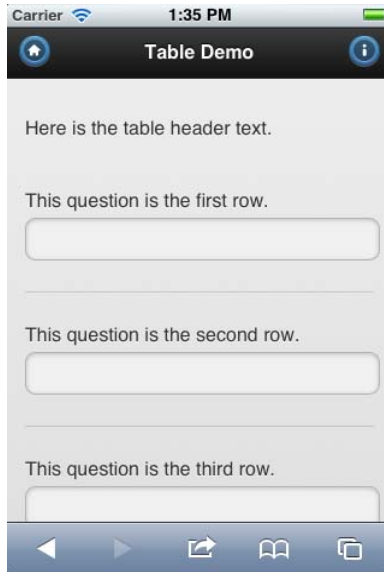 Carrier 1:35 PM
Table Demo
Here is the table header text.
This question is the first row.
This question is the second row.
This question is the third row.